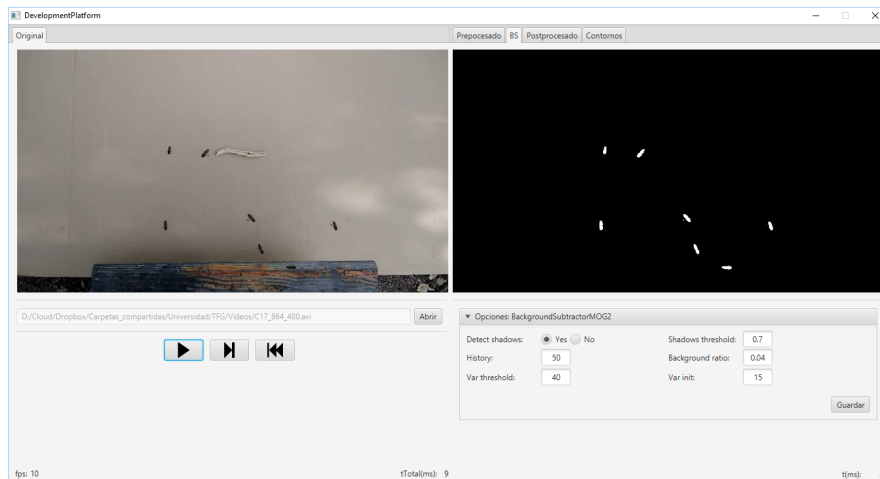 DevelopmentPlatform
Original
Prepocesado BS Postprocesado Contornos
D:/Cloud/Dropbox/Carpetas_compartidas/Universidad/TFG/Videos/C17_864_480.avi Abrir
Opciones: BackgroundSubtractorMOG2
Detect shadows: Yes No Shadows threshold: 0.7
History: 50 Background ratio: 0.04
Var threshold: 40 Var init: 15
Guardar
fps: 10 tTotal(ms): 9 t(ms):